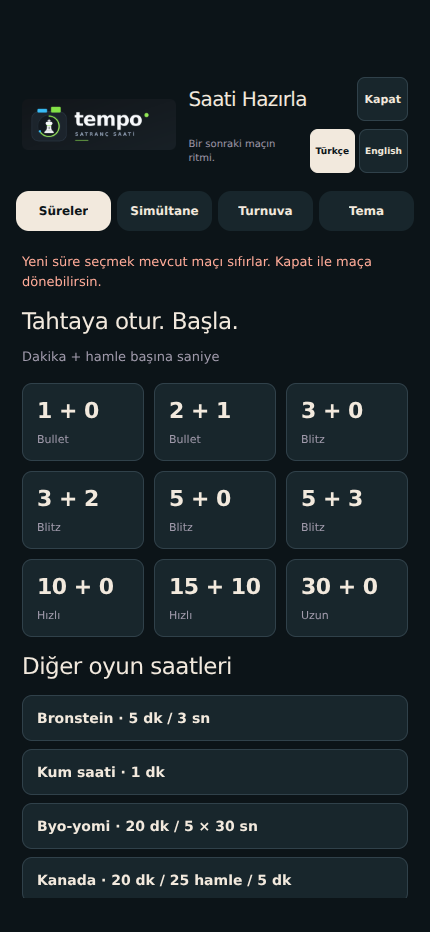 tempo
SATRANÇ SAATİ
Saati Hazırla
Kapat
Bir sonraki maçın
ritmi.
Türkçe
English
Süreler
Simültane
Turnuva
Tema
Yeni süre seçmek mevcut maçı sıfırlar. Kapat ile maça
dönebilirsin.
Tahtaya otur. Başla.
Dakika + hamle başına saniye
1 + 0
Bullet
2 + 1
Bullet
3 + 0
Blitz
3 + 2
Blitz
5 + 0
Blitz
5 + 3
Blitz
10 + 0
Hızlı
15 + 10
Hızlı
30 + 0
Uzun
Diğer oyun saatleri
Bronstein · 5 dk / 3 sn
Kum saati · 1 dk
Byo-yomi · 20 dk / 5 × 30 sn
Kanada · 20 dk / 25 hamle / 5 dk